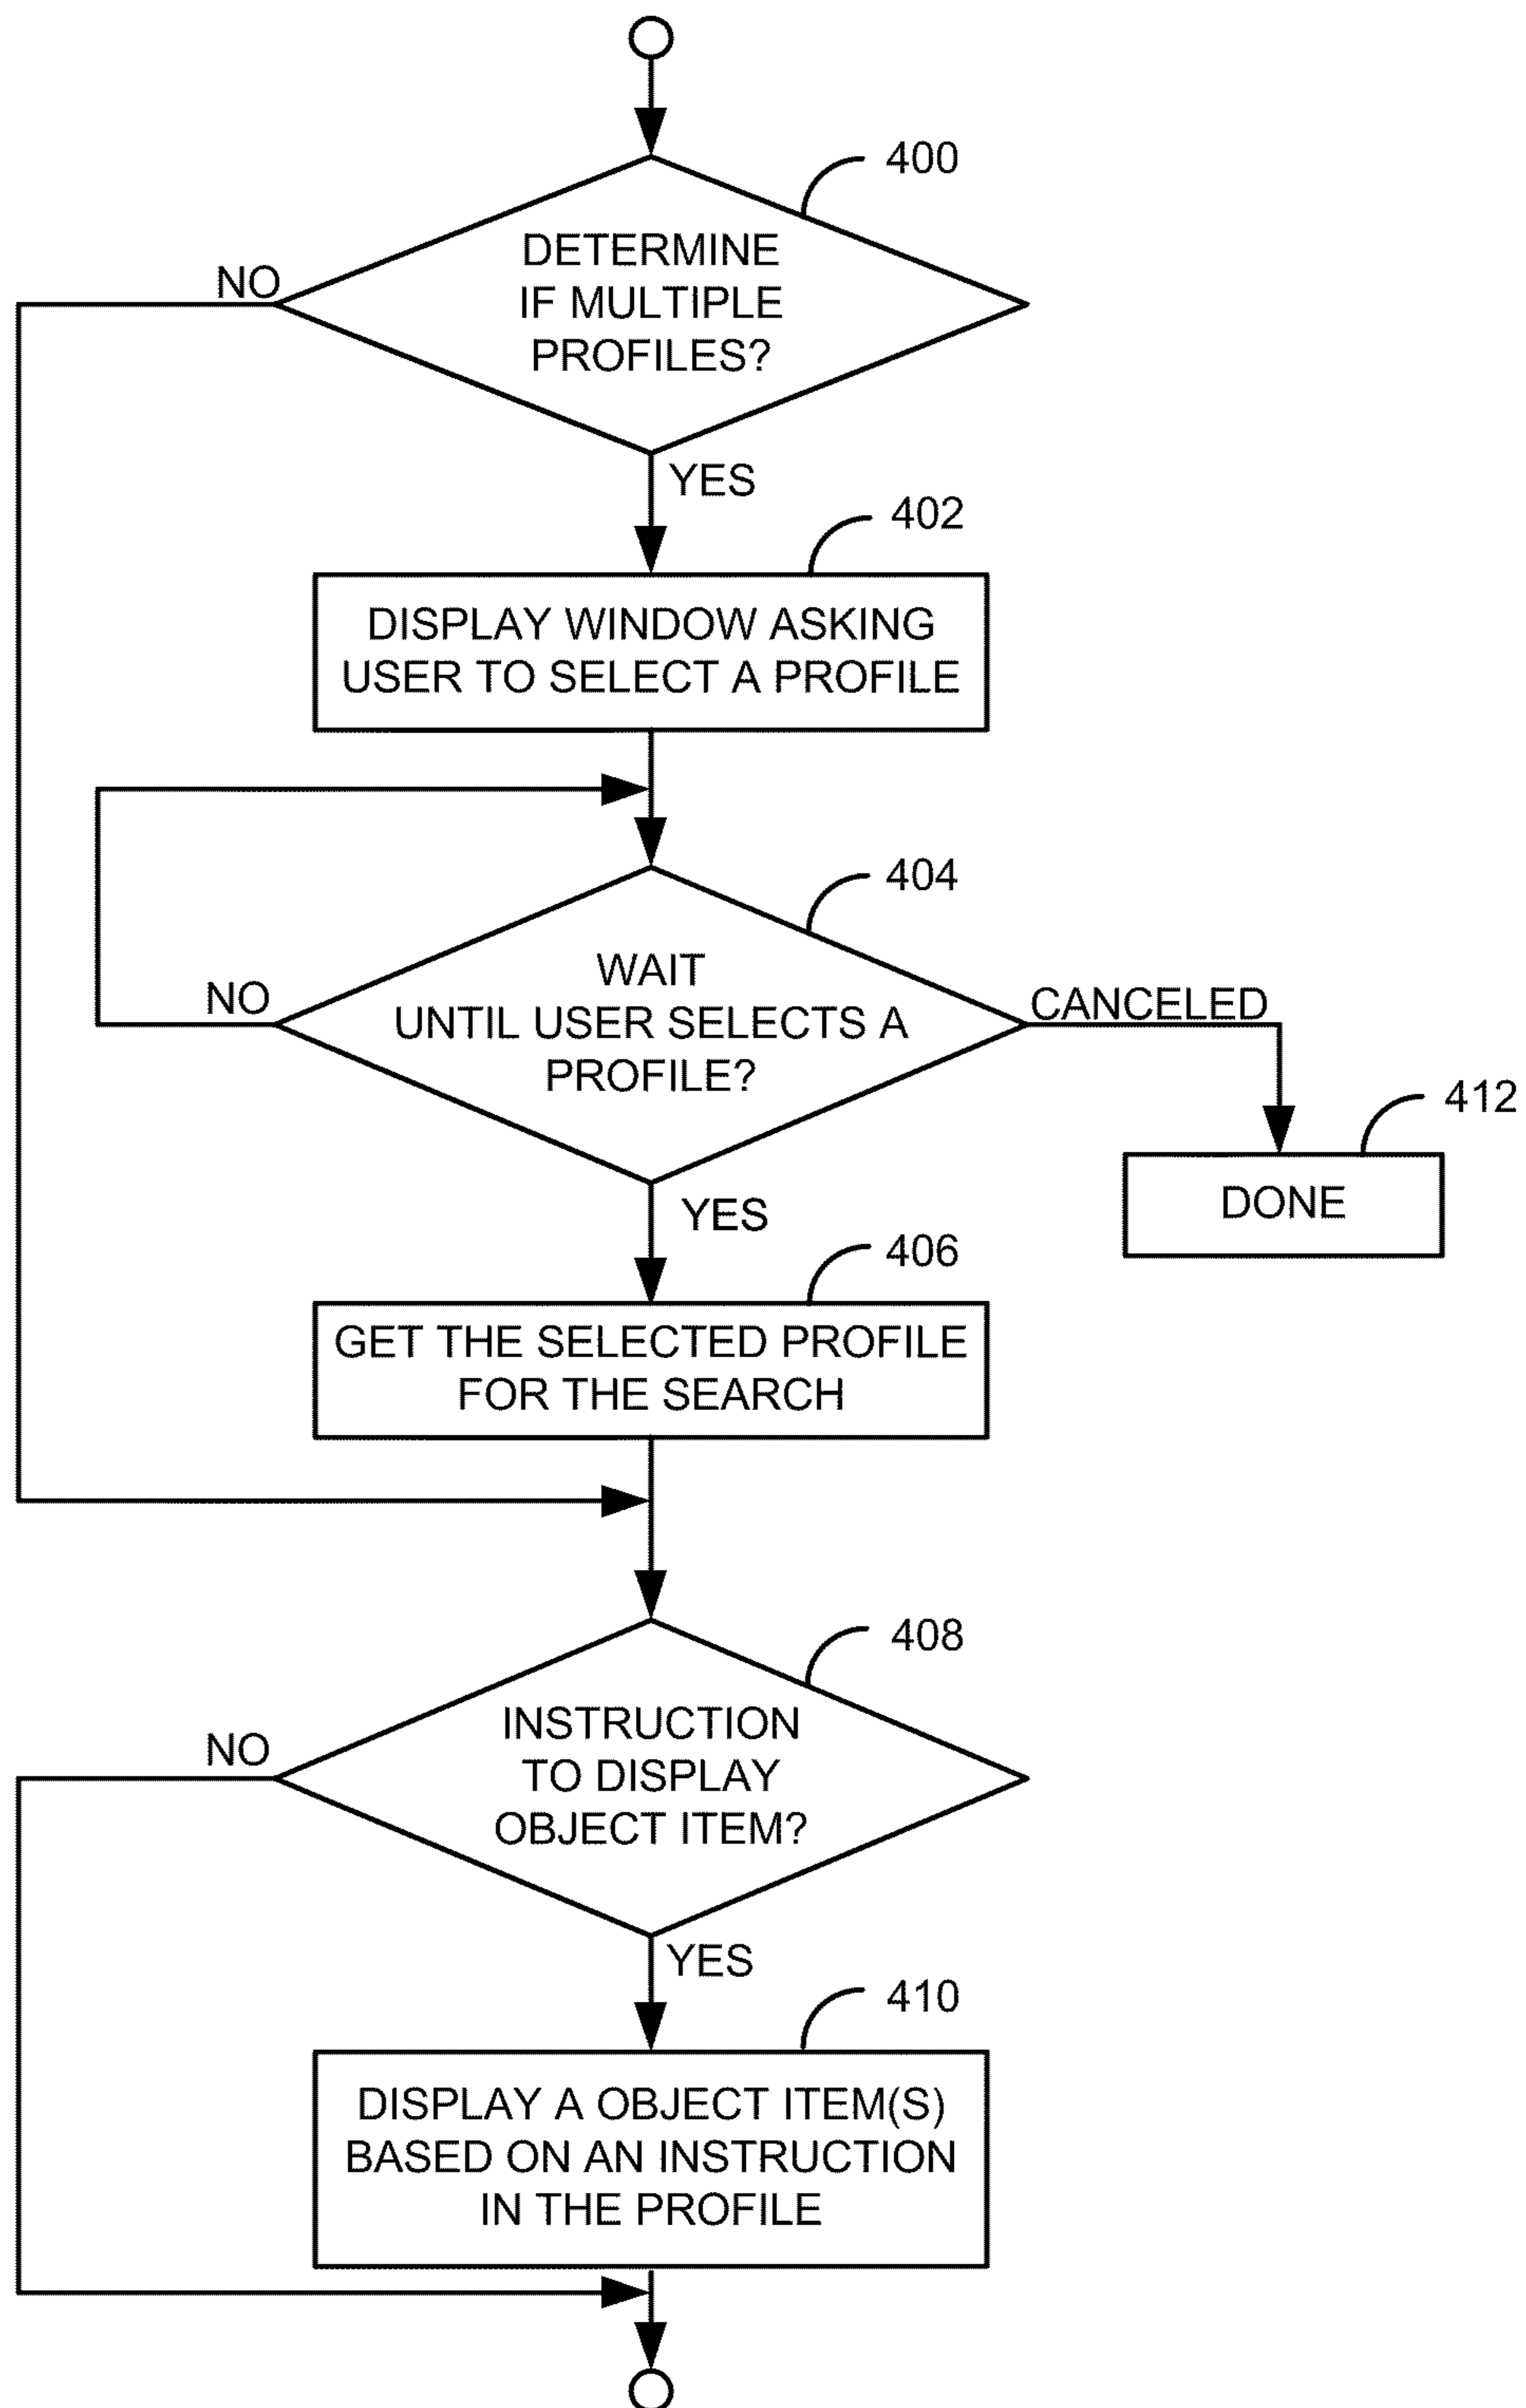 400
DETERMINE
IF MULTIPLE
PROFILES?
NO
YES
402
DISPLAY WINDOW ASKING
USER TO SELECT A PROFILE
404
WAIT
UNTIL USER SELECTS A
PROFILE?
NO
CANCELED
412
DONE
YES
406
GET THE SELECTED PROFILE
FOR THE SEARCH
408
INSTRUCTION
TO DISPLAY
OBJECT ITEM?
NO
YES
410
DISPLAY A OBJECT ITEM(S)
BASED ON AN INSTRUCTION
IN THE PROFILE